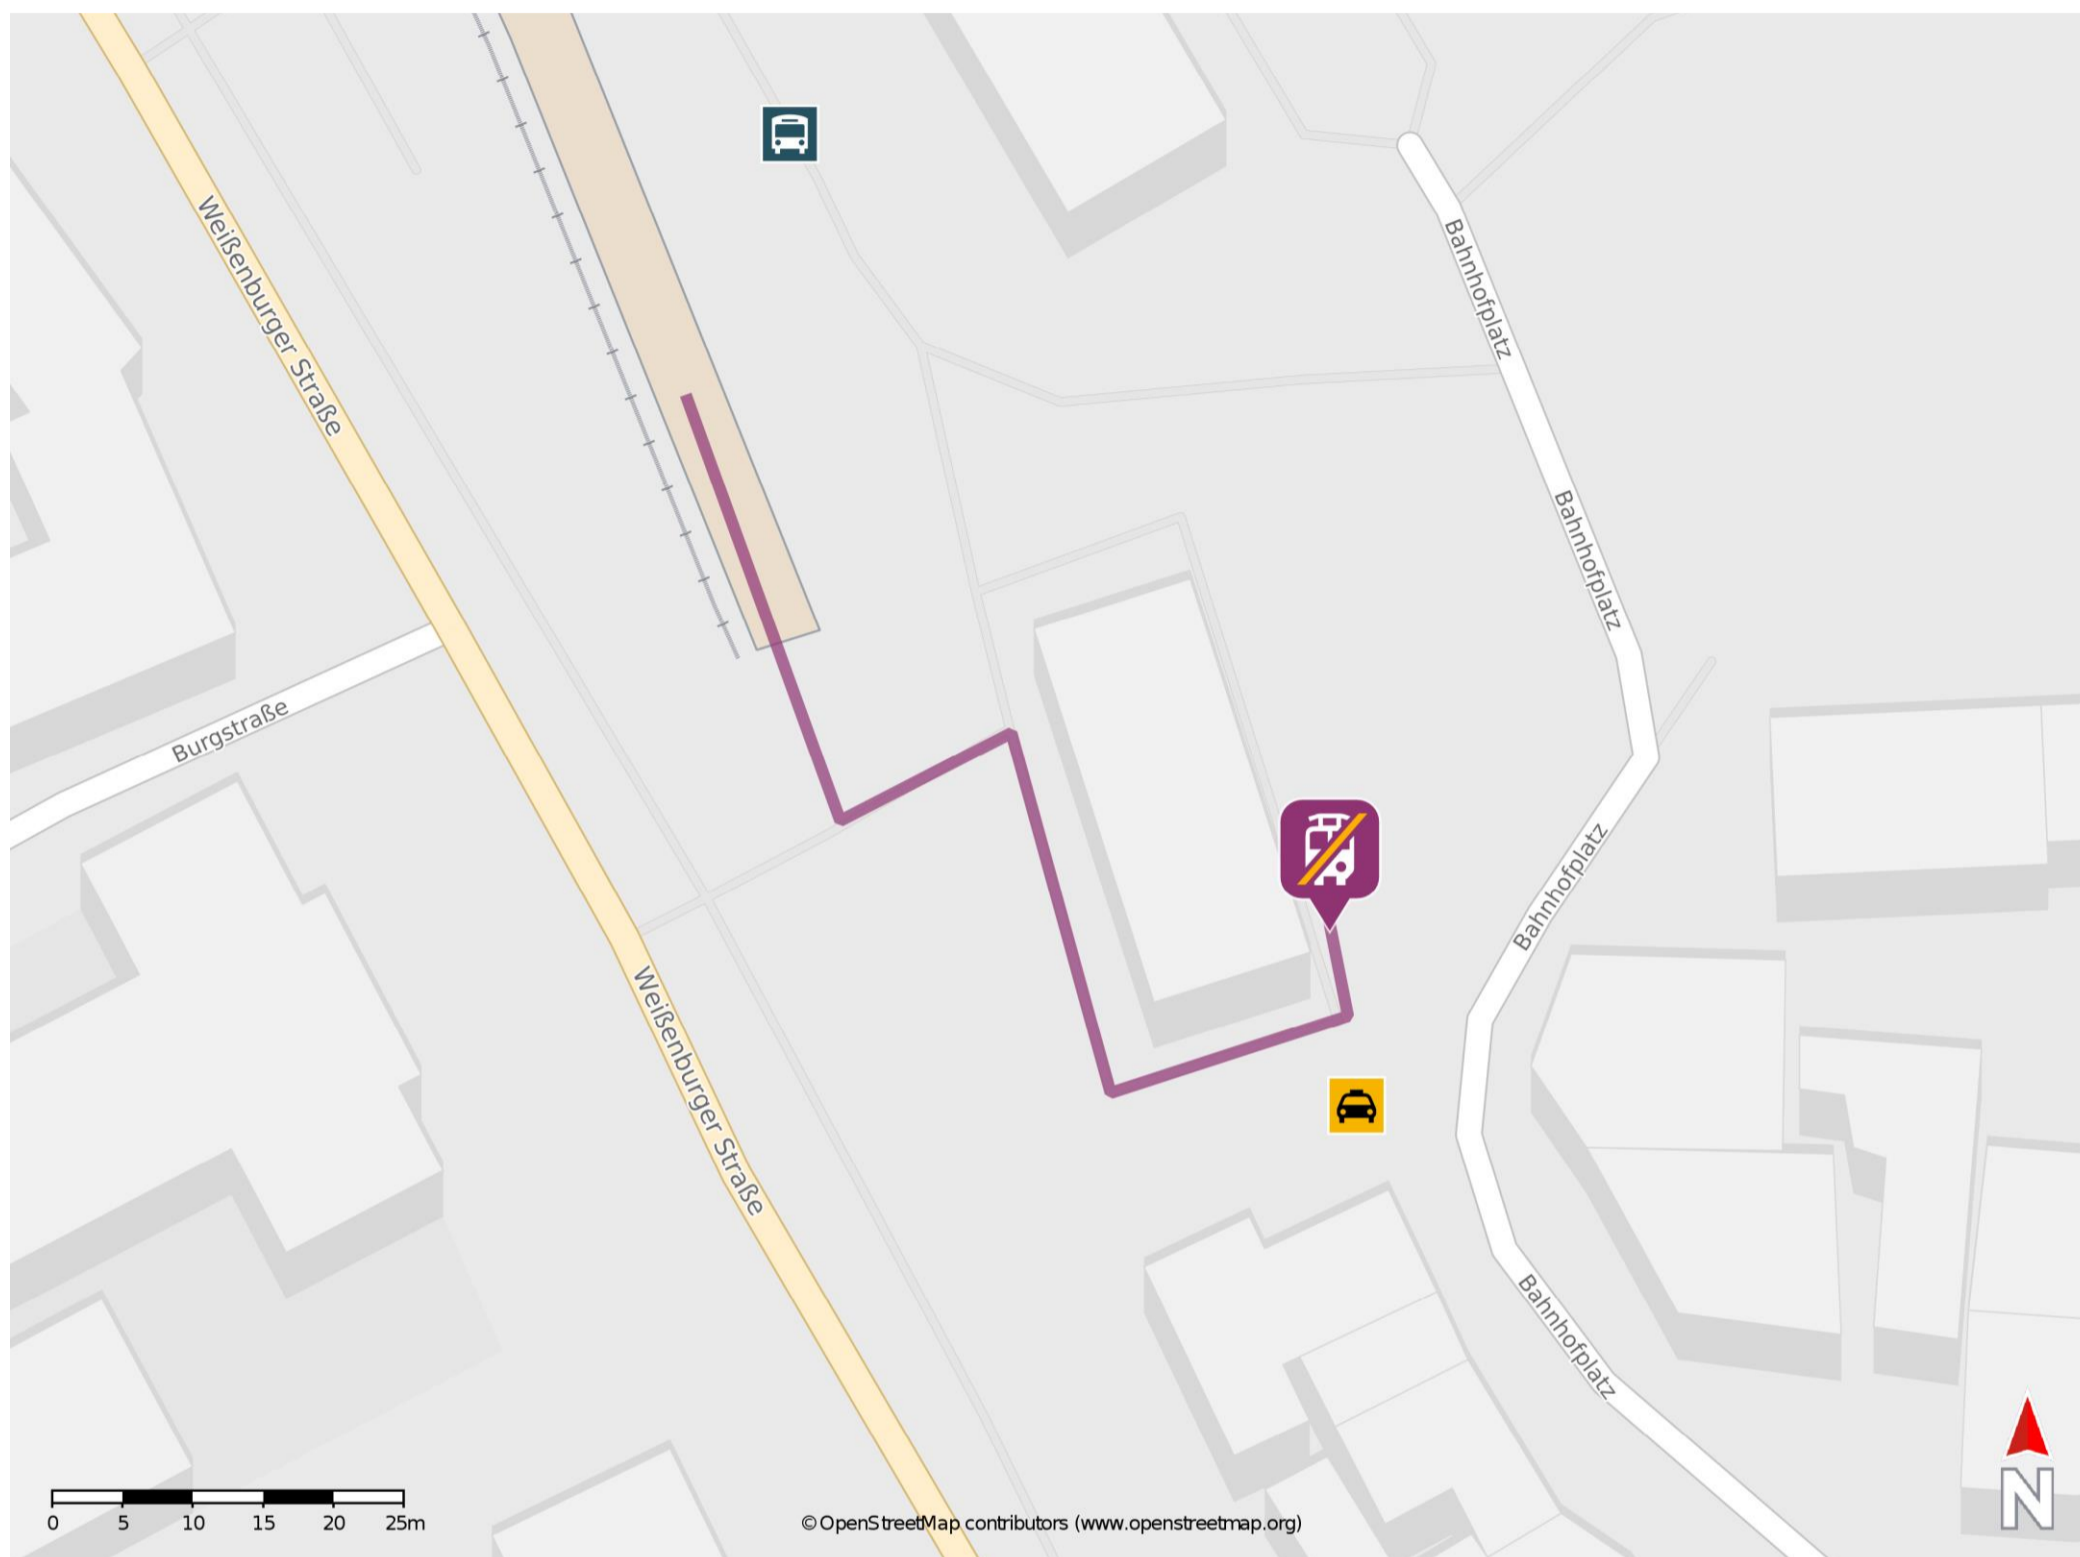 Weißenburger Straße
Bahnhofplatz
Bahnhofplatz
Burgstraße
Bahnhofplatz
Weißenburger Straße
Bahnhofplatz
0 5 10 15 20 25m
©OpenStreetMap contributors (www.openstreetmap.org)
N